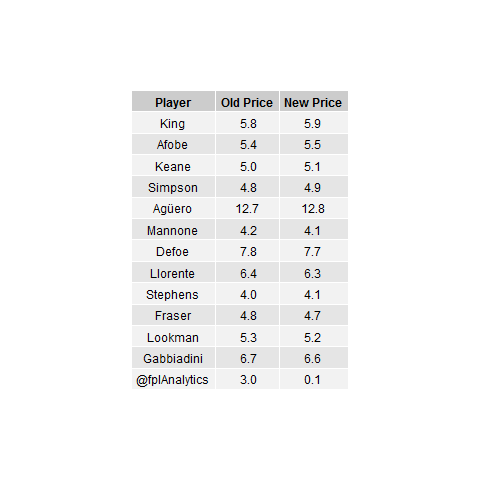 Player Old Price New Price
King 5.8 5.9
Afobe 5.4 5.5
Keane 5.0 5.1
Simpson 4.8 4.9
Agüero 12.7 12.8
Mannone 4.2 4.1
Defoe 7.8 7.7
Llorente 6.4 6.3
Stephens 4.0 4.1
Fraser 4.8 4.7
Lookman 5.3 5.2
Gabbiadini 6.7 6.6
@fplAnalytics 3.0 0.1